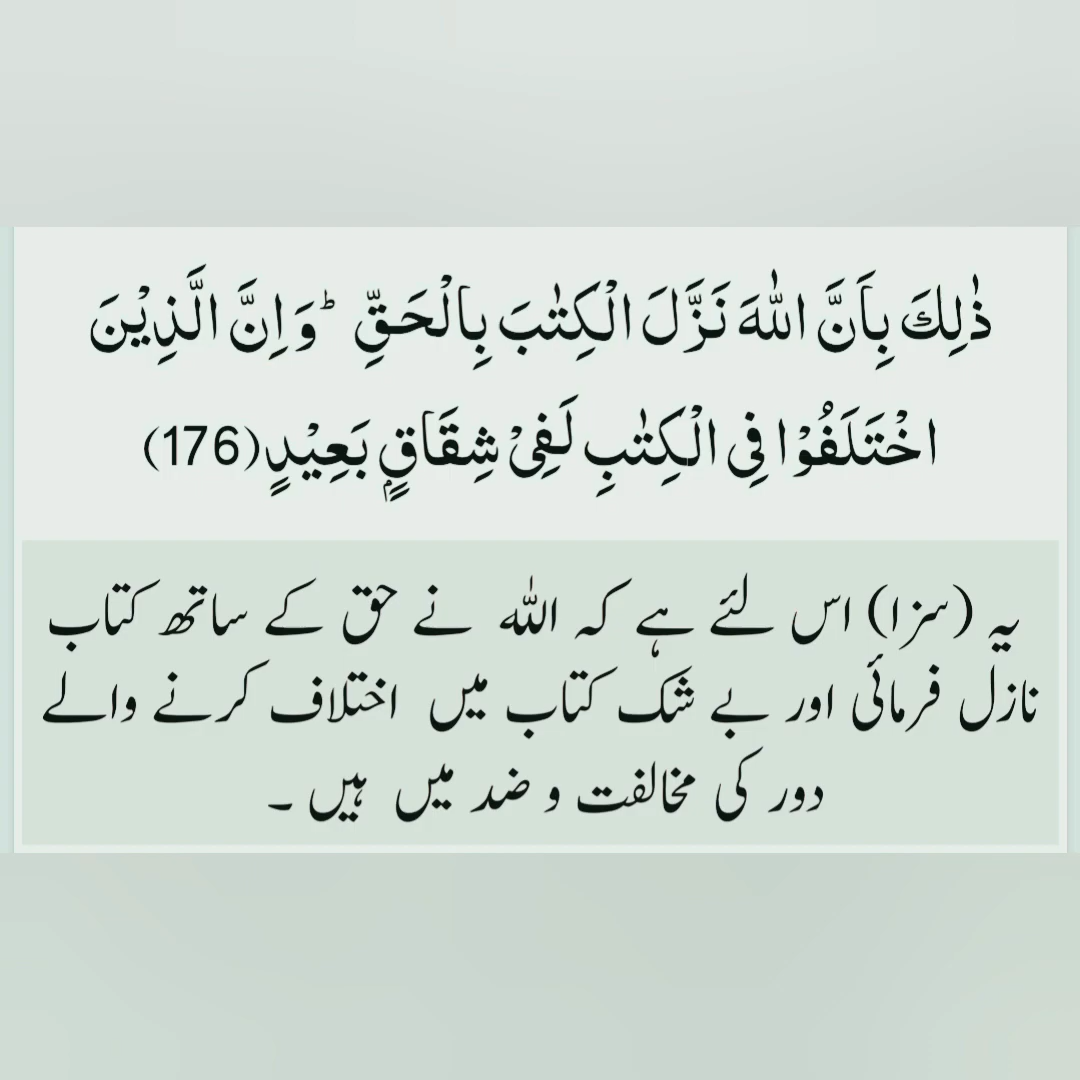 ذٰلِكَ بِاَنَّ اللّٰهَ نَزَّلَ الْكِتٰبَ بِالْحَقِّؕ-وَ اِنَّ الَّذِیْنَ
اخْتَلَفُوْا فِی الْكِتٰبِ لَفِیْ شِقَاقٍۭ بَعِیْدٍ(176)
یہ (سزا) اس لئے ہے کہ اللہ نے حق کے ساتھ کتاب
نازل فرمائی اور بے شک کتاب میں اختلاف کرنے والے
دور کی مخالفت و ضد میں ہیں ۔